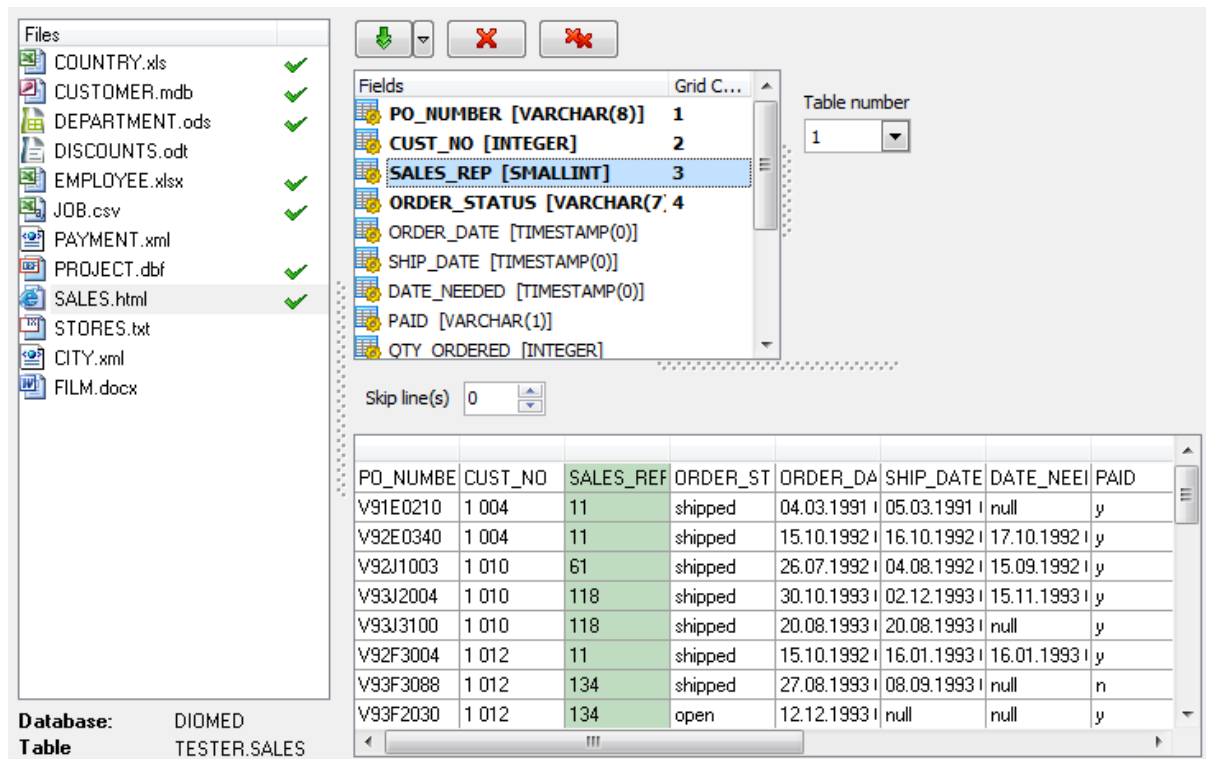 Files
COUNTRY.xls
CUSTOMER.mdb
DEPARTMENT.ods
DISCOUNTS.odt
EMPLOYEE.xlsx
JOB.csv
PAYMENT.xml
PROJECT.dbf
SALES.html
STORES.txt
CITY.xml
FILM.docx
Database: DIOMED
Table TESTER.SALES
Fields Grid C...
PO_NUMBER [VARCHAR(8)] 1
CUST_NO [INTEGER] 2
SALES_REP [SMALLINT] 3
ORDER_STATUS [VARCHAR(7) 4
ORDER_DATE [TIMESTAMP(0)]
SHIP_DATE [TIMESTAMP(0)]
DATE_NEEDED [TIMESTAMP(0)]
PAID [VARCHAR(1)]
QTY ORDERED [INTEGER]
Table number
1
Skip line(s) 0
PO_NUMBE CUST_NO SALES_REF ORDER_ST ORDER_DA SHIP_DATE DATE_NEEI PAID
V91E0210 1 004 11 shipped 04.03.1991 05.03.1991 null y
V92E0340 1 004 11 shipped 15.10.1992 16.10.1992 17.10.1992 y
V92J1003 1 010 61 shipped 26.07.1992 04.08.1992 15.09.1992 y
V93J2004 1 010 118 shipped 30.10.1993 02.12.1993 15.11.1993 y
V93J3100 1 010 118 shipped 20.08.1993 20.08.1993 null y
V92F3004 1 012 11 shipped 15.10.1992 16.01.1993 16.01.1993 y
V93F3088 1 012 134 shipped 27.08.1993 08.09.1993 null n
V93F2030 1 012 134 open 12.12.1993 null null y